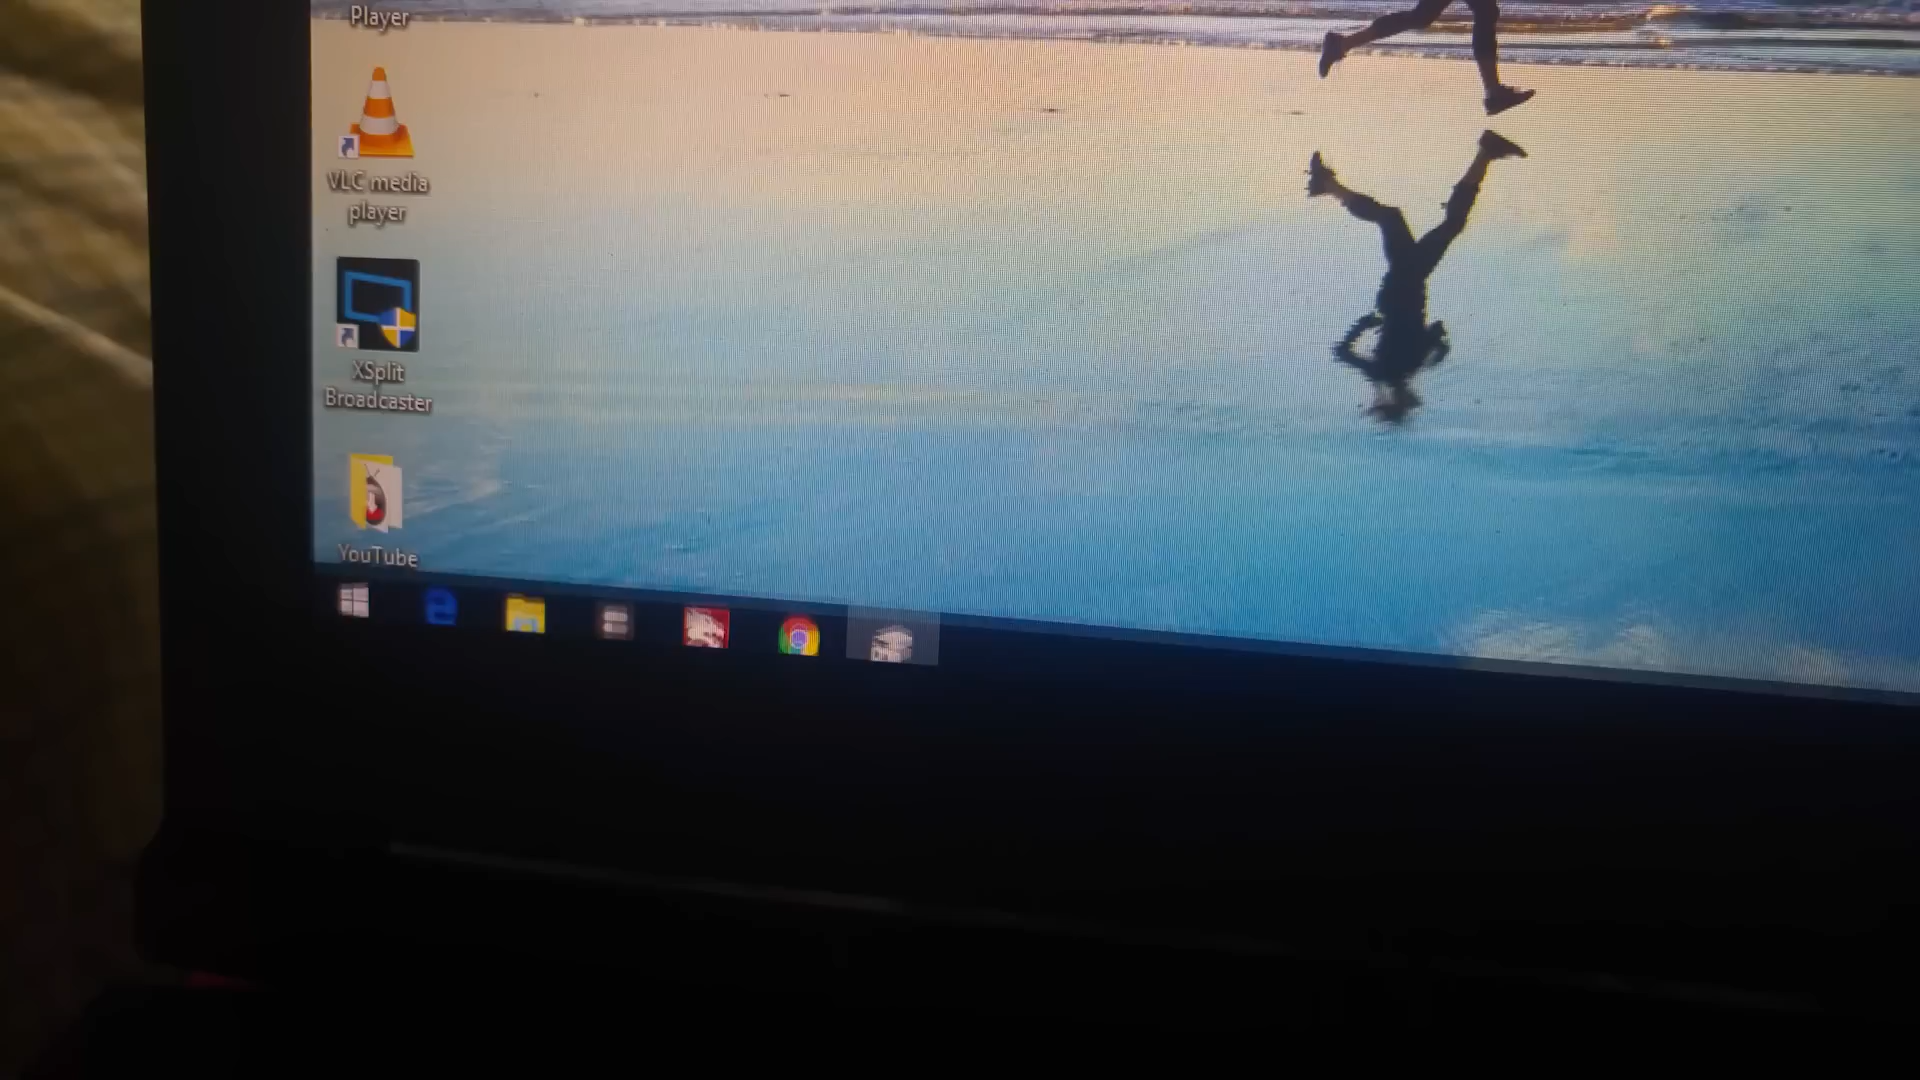 Player
VLC media
player
XSplit
Broadcaster
YouTube